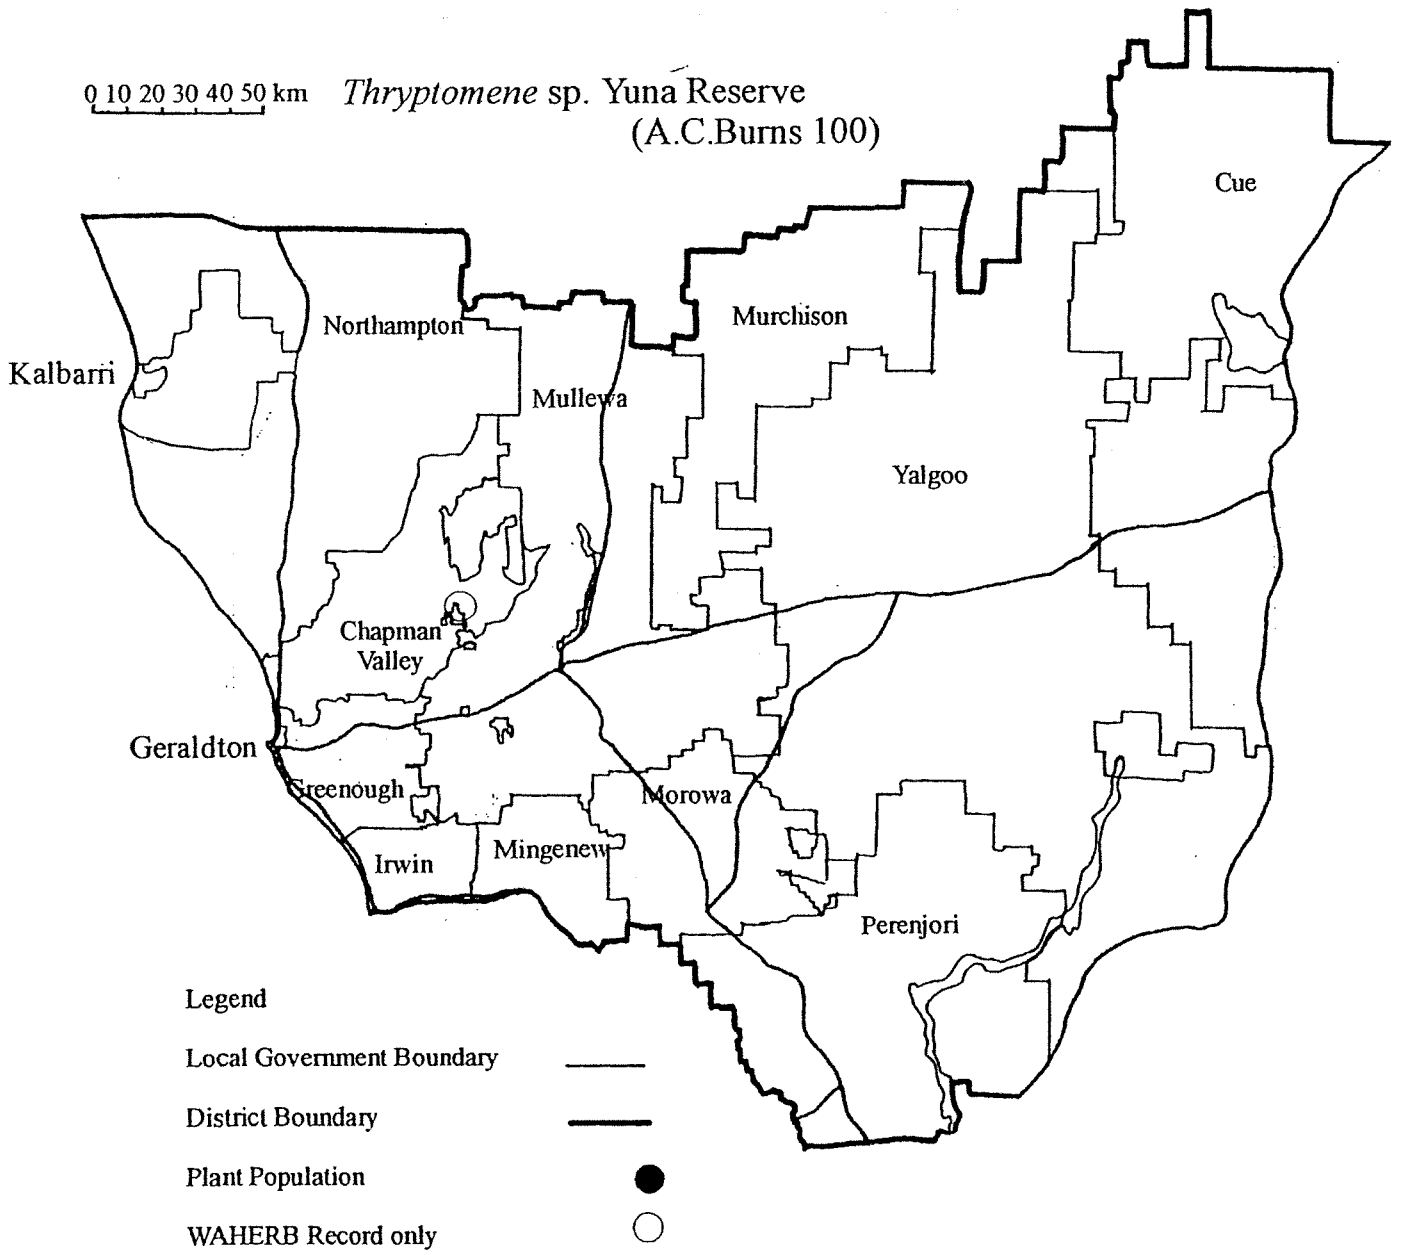 0 10 20 30 40 50 km
Thryptomene sp. Yuna Reserve
(A.C.Burns 100)
Cue
Murchison
Northampton
Kalbarri
Mullewa
Yalgoo
Chapman
Valley
Geraldton
Greenough
Morowa
Irwin
Mingenew
Perenjori
Legend
Local Government Boundary
District Boundary
Plant Population
WAHERB Record only